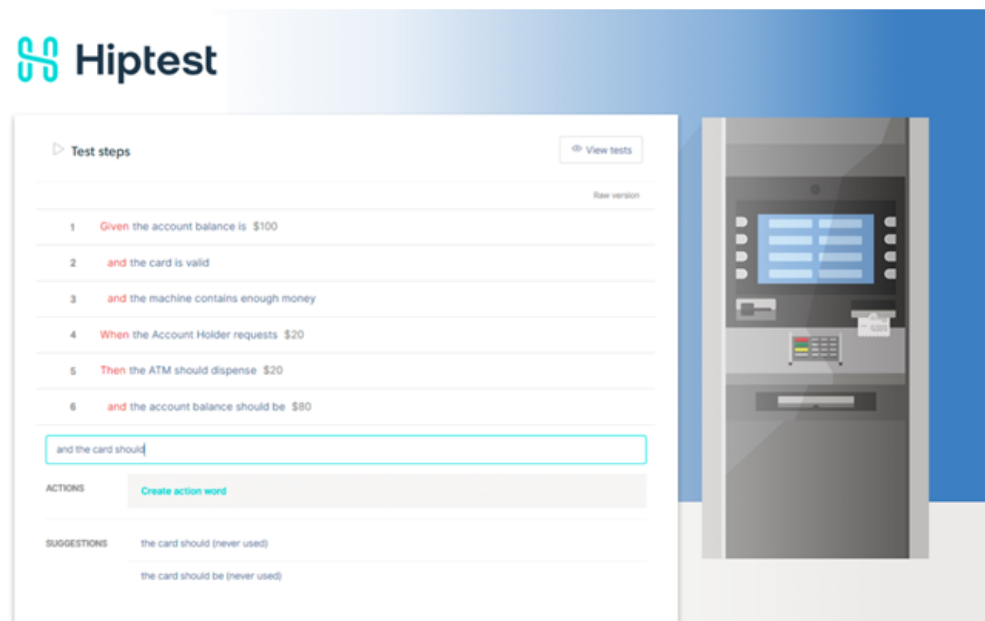 Hiptest
Test steps
View tests
Raw version
1 Given the account balance is $100
2 and the card is valid
3 and the machine contains enough money
4 When the Account Holder requests $20
5 Then the ATM should dispense $20
6 and the account balance should be $80
and the card should
ACTIONS Create action word
SUGGESTIONS the card should (never used)
the card should be (never used)